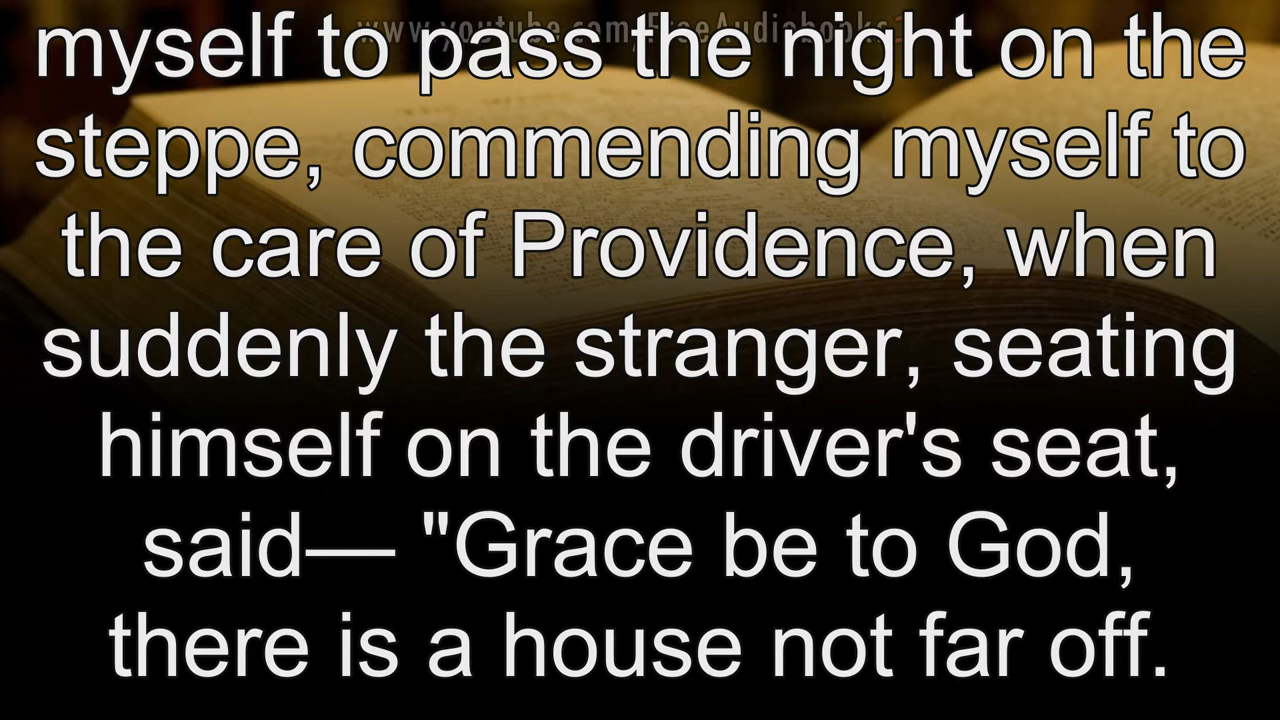 www.youtube.com/FreeAudiobooks
myself to pass the night on the
steppe, commending myself to
the care of Providence, when
suddenly the stranger, seating
himself on the driver's seat,
said— "Grace be to God,
there is a house not far off.